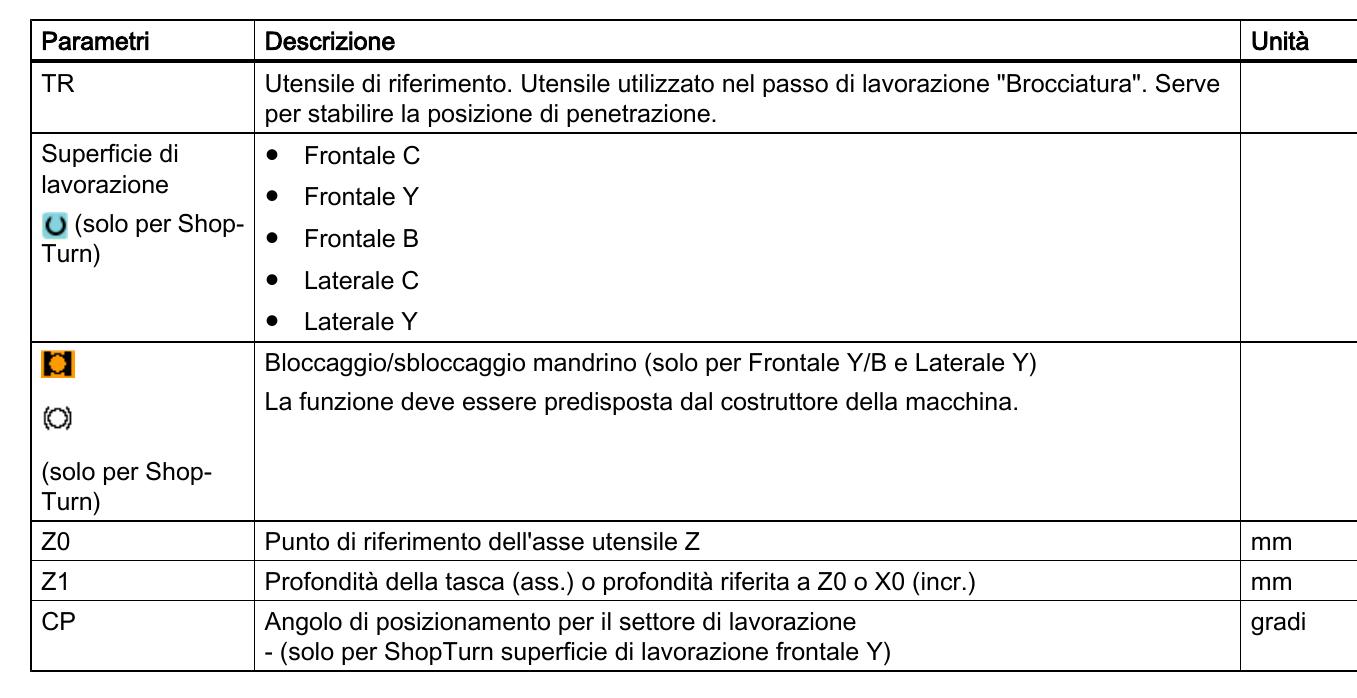 Parametri Descrizione Unità
TR Utensile di riferimento. Utensile utilizzato nel passo di lavorazione "Brocciatura". Serve
per stabilire la posizione di penetrazione.
Superficie di
lavorazione
(solo per Shop-
Turn)
● Frontale C
● Frontale Y
● Frontale B
● Laterale C
● Laterale Y
(solo per Shop-
Turn)
Bloccaggio/sbloccaggio mandrino (solo per Frontale Y/B e Laterale Y)
La funzione deve essere predisposta dal costruttore della macchina.
Z0 Punto di riferimento dell'asse utensile Z mm
Z1 Profondità della tasca (ass.) o profondità riferita a Z0 o X0 (incr.) mm
CP Angolo di posizionamento per il settore di lavorazione gradi
- (solo per ShopTurn superficie di lavorazione frontale Y)